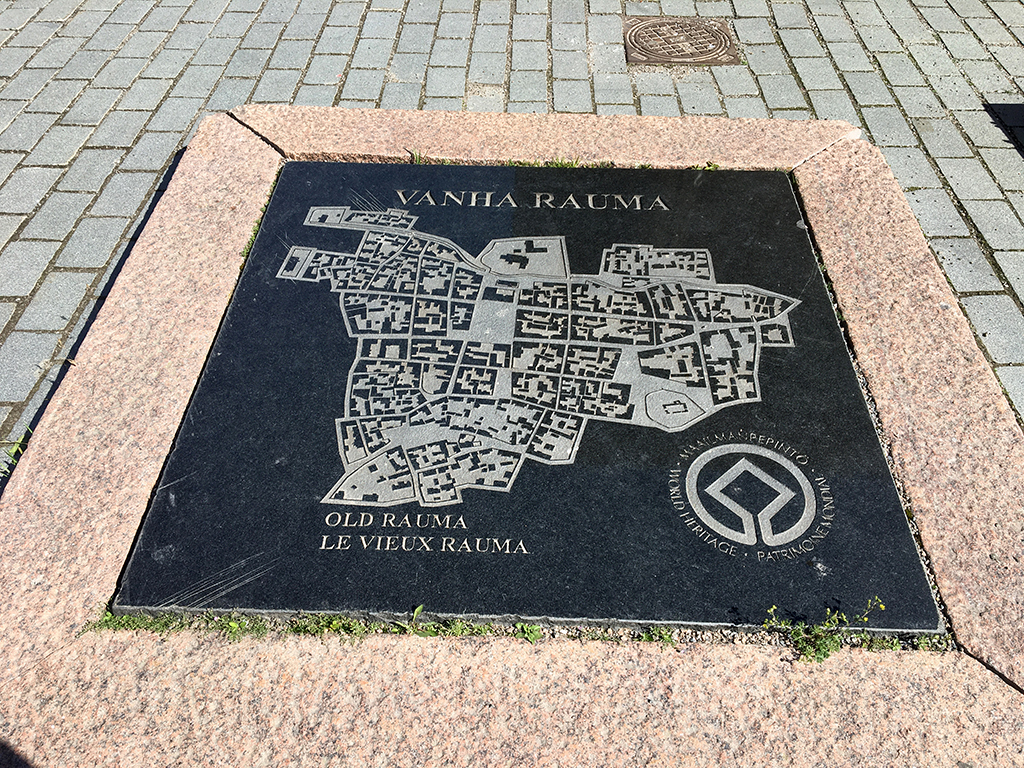 VANHA RAUMA
OLD RAUMA
LE VIEUX RAUMA
MAAILMANPERINTÖ · WORLD HERITAGE · PATRIMOINE MONDIAL ·